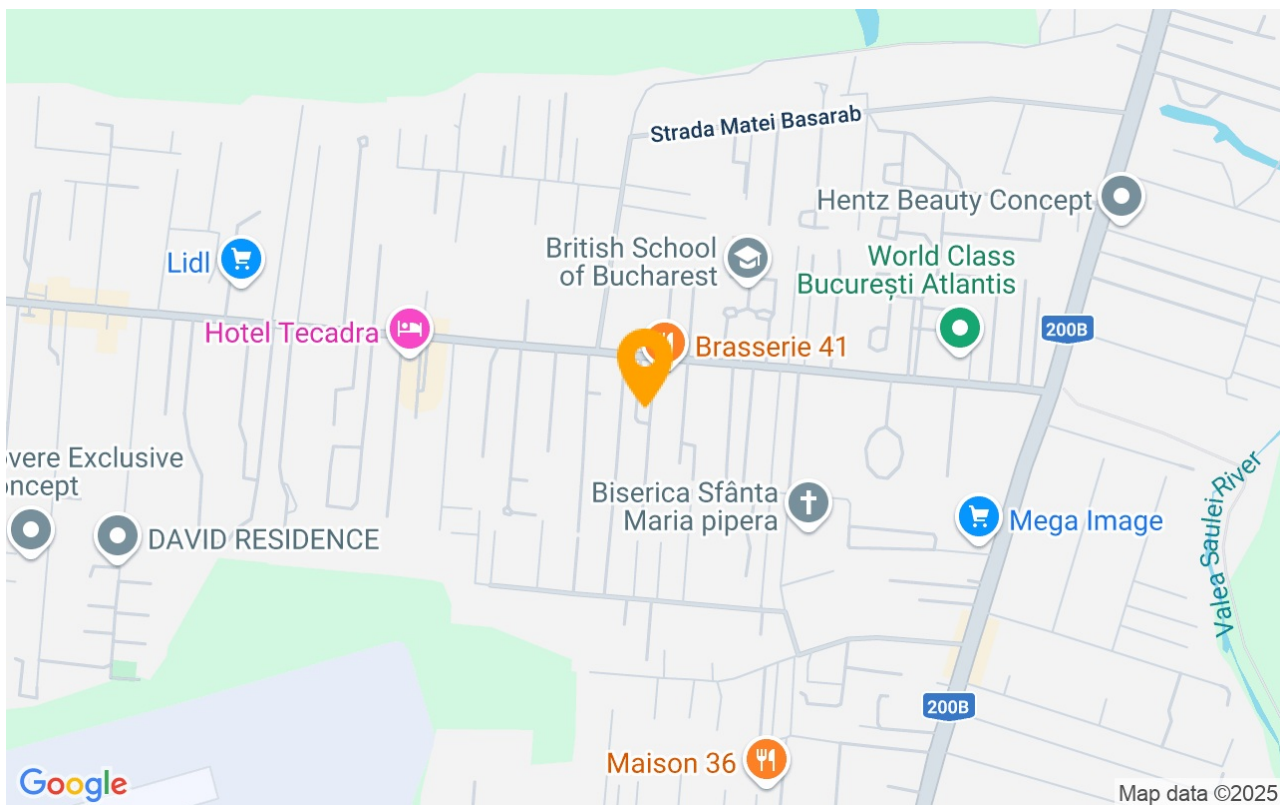 Strada Matei Basarab
Hentz Beauty Concept
British School
of Bucharest
World Class
București Atlantis
Lidl
Hotel Tecadra
Brasserie 41
200B
vere Exclusive
oncept
DAVID RESIDENCE
Biserica Sfânta
Maria pipera
Mega Image
Valea Saulei River
200B
Maison 36
Google
Map data ©2025